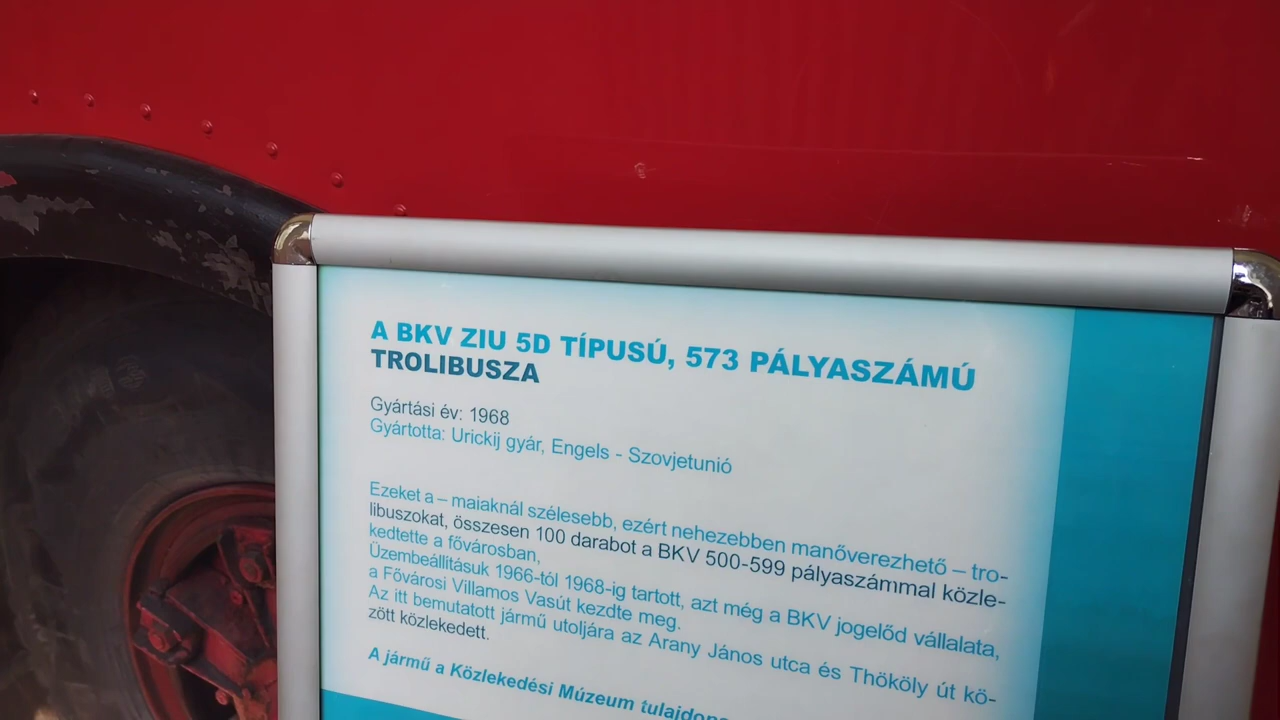 A BKV ZIU 5D TÍPUSÚ, 573 PÁLYASZÁMÚ
TROLIBUSZA
Gyártási év: 1968
Gyártotta: Urickij gyár, Engels - Szovjetunió
Ezeket a – maiaknál szélesebb, ezért nehezebben manőverezhető – tro-
libuszokat, összesen 100 darabot a BKV 500-599 pályaszámmal közle-
kedtette a fővárosban,
Üzembeállításuk 1966-tól 1968-ig tartott, azt még a BKV jogelőd vállalata,
a Fővárosi Villamos Vasút kezdte meg.
Az itt bemutatott jármű utoljára az Arany János utca és Thököly út kö-
zött közlekedett.
A jármű a Közlekedési Múzeum